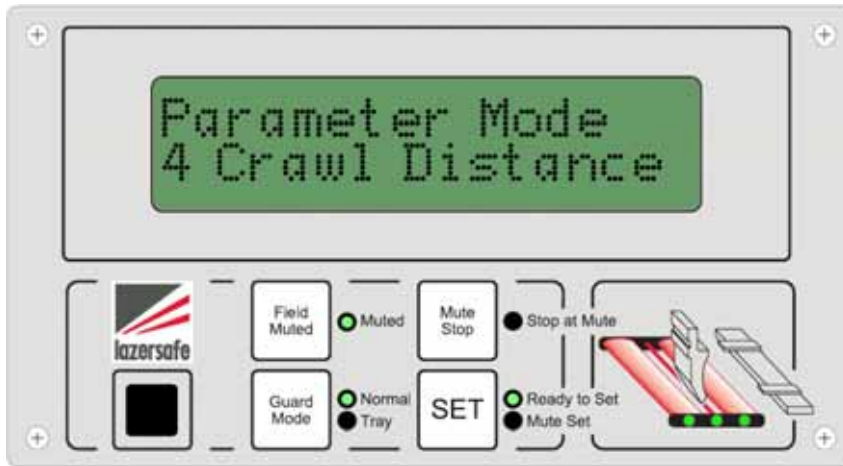 Parameter Mode
4 Crawl Distance
lazersafe
Field
Muted
Muted
Mute
Stop
Stop at Mute
Guard
Mode
Normal
Tray
SET
Ready to Set
Mute Set